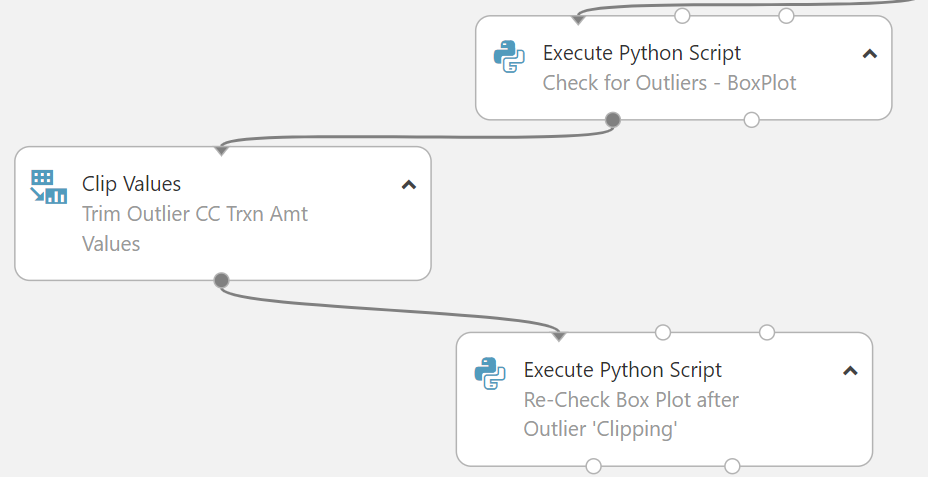 Execute Python Script
Check for Outliers - BoxPlot
Clip Values
Trim Outlier CC Trxn Amt
Values
Execute Python Script
Re-Check Box Plot after
Outlier 'Clipping'